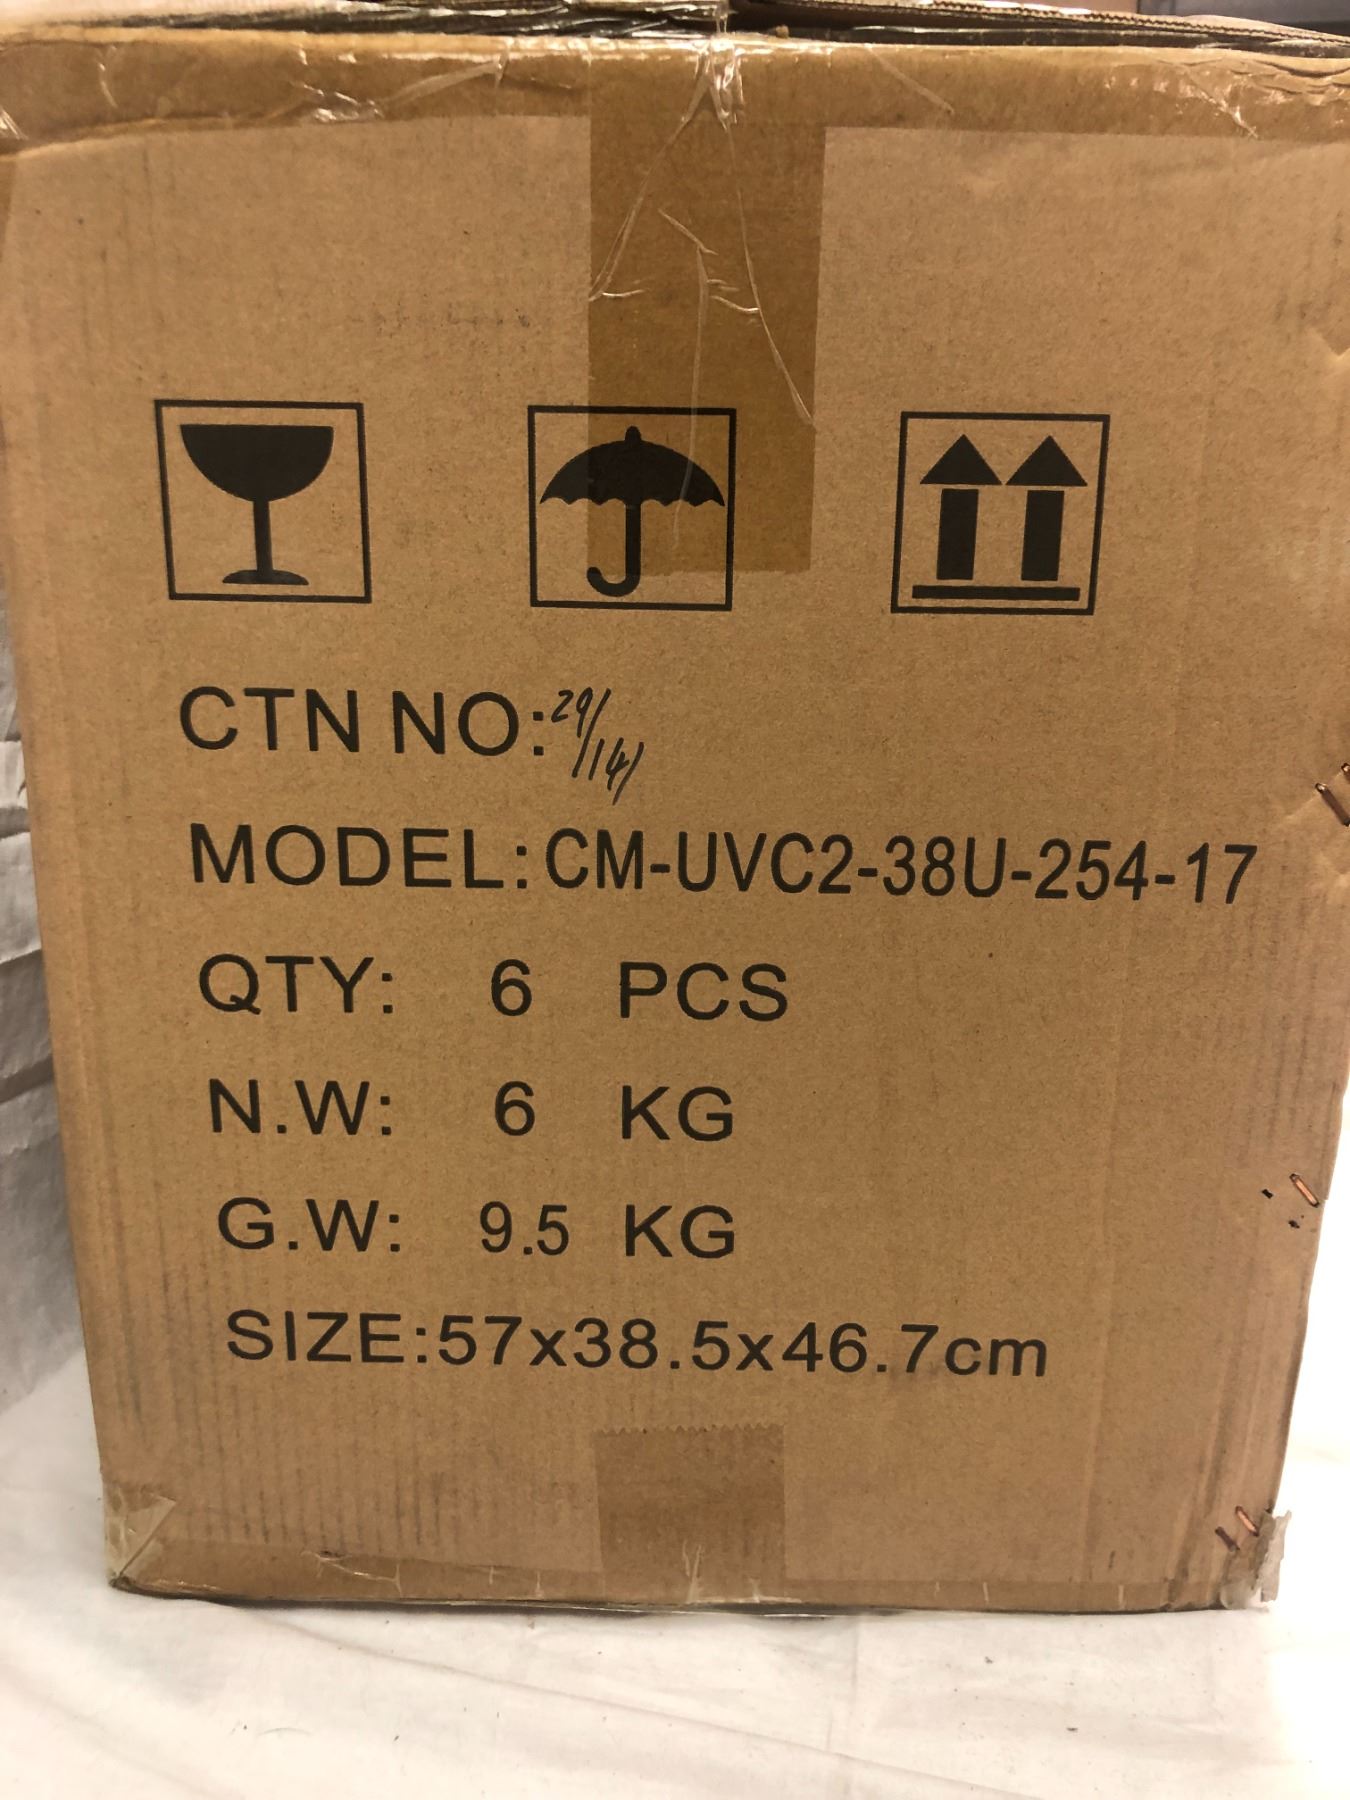 CTN NO: 29/141
MODEL:CM-UVC2-38U-254-17
QTY: 6 PCS
N.W: 6 KG
G.W: 9.5 KG
SIZE:57x38.5x46.7cm